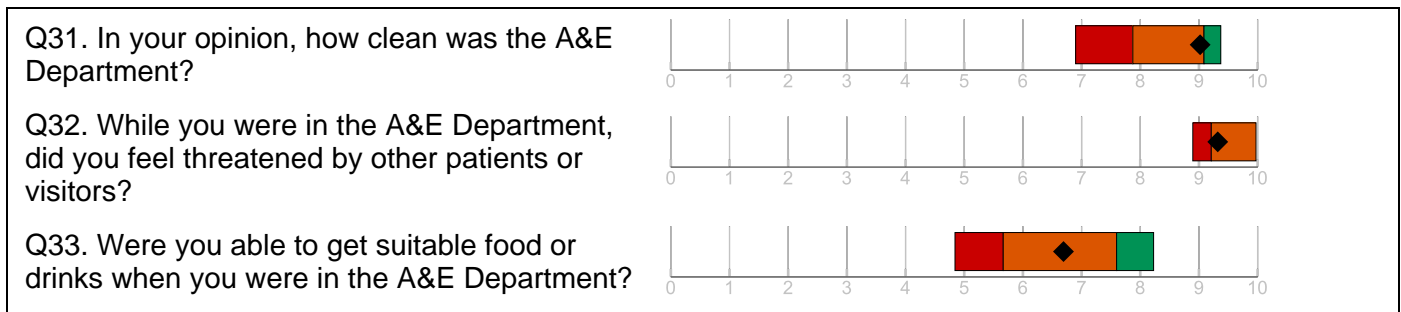 Q31. In your opinion, how clean was the A&E
Department?
0 1 2 3 4 5 6 7 8 9 10
Q32. While you were in the A&E Department,
did you feel threatened by other patients or
visitors?
0 1 2 3 4 5 6 7 8 9 10
Q33. Were you able to get suitable food or
drinks when you were in the A&E Department?
0 1 2 3 4 5 6 7 8 9 10